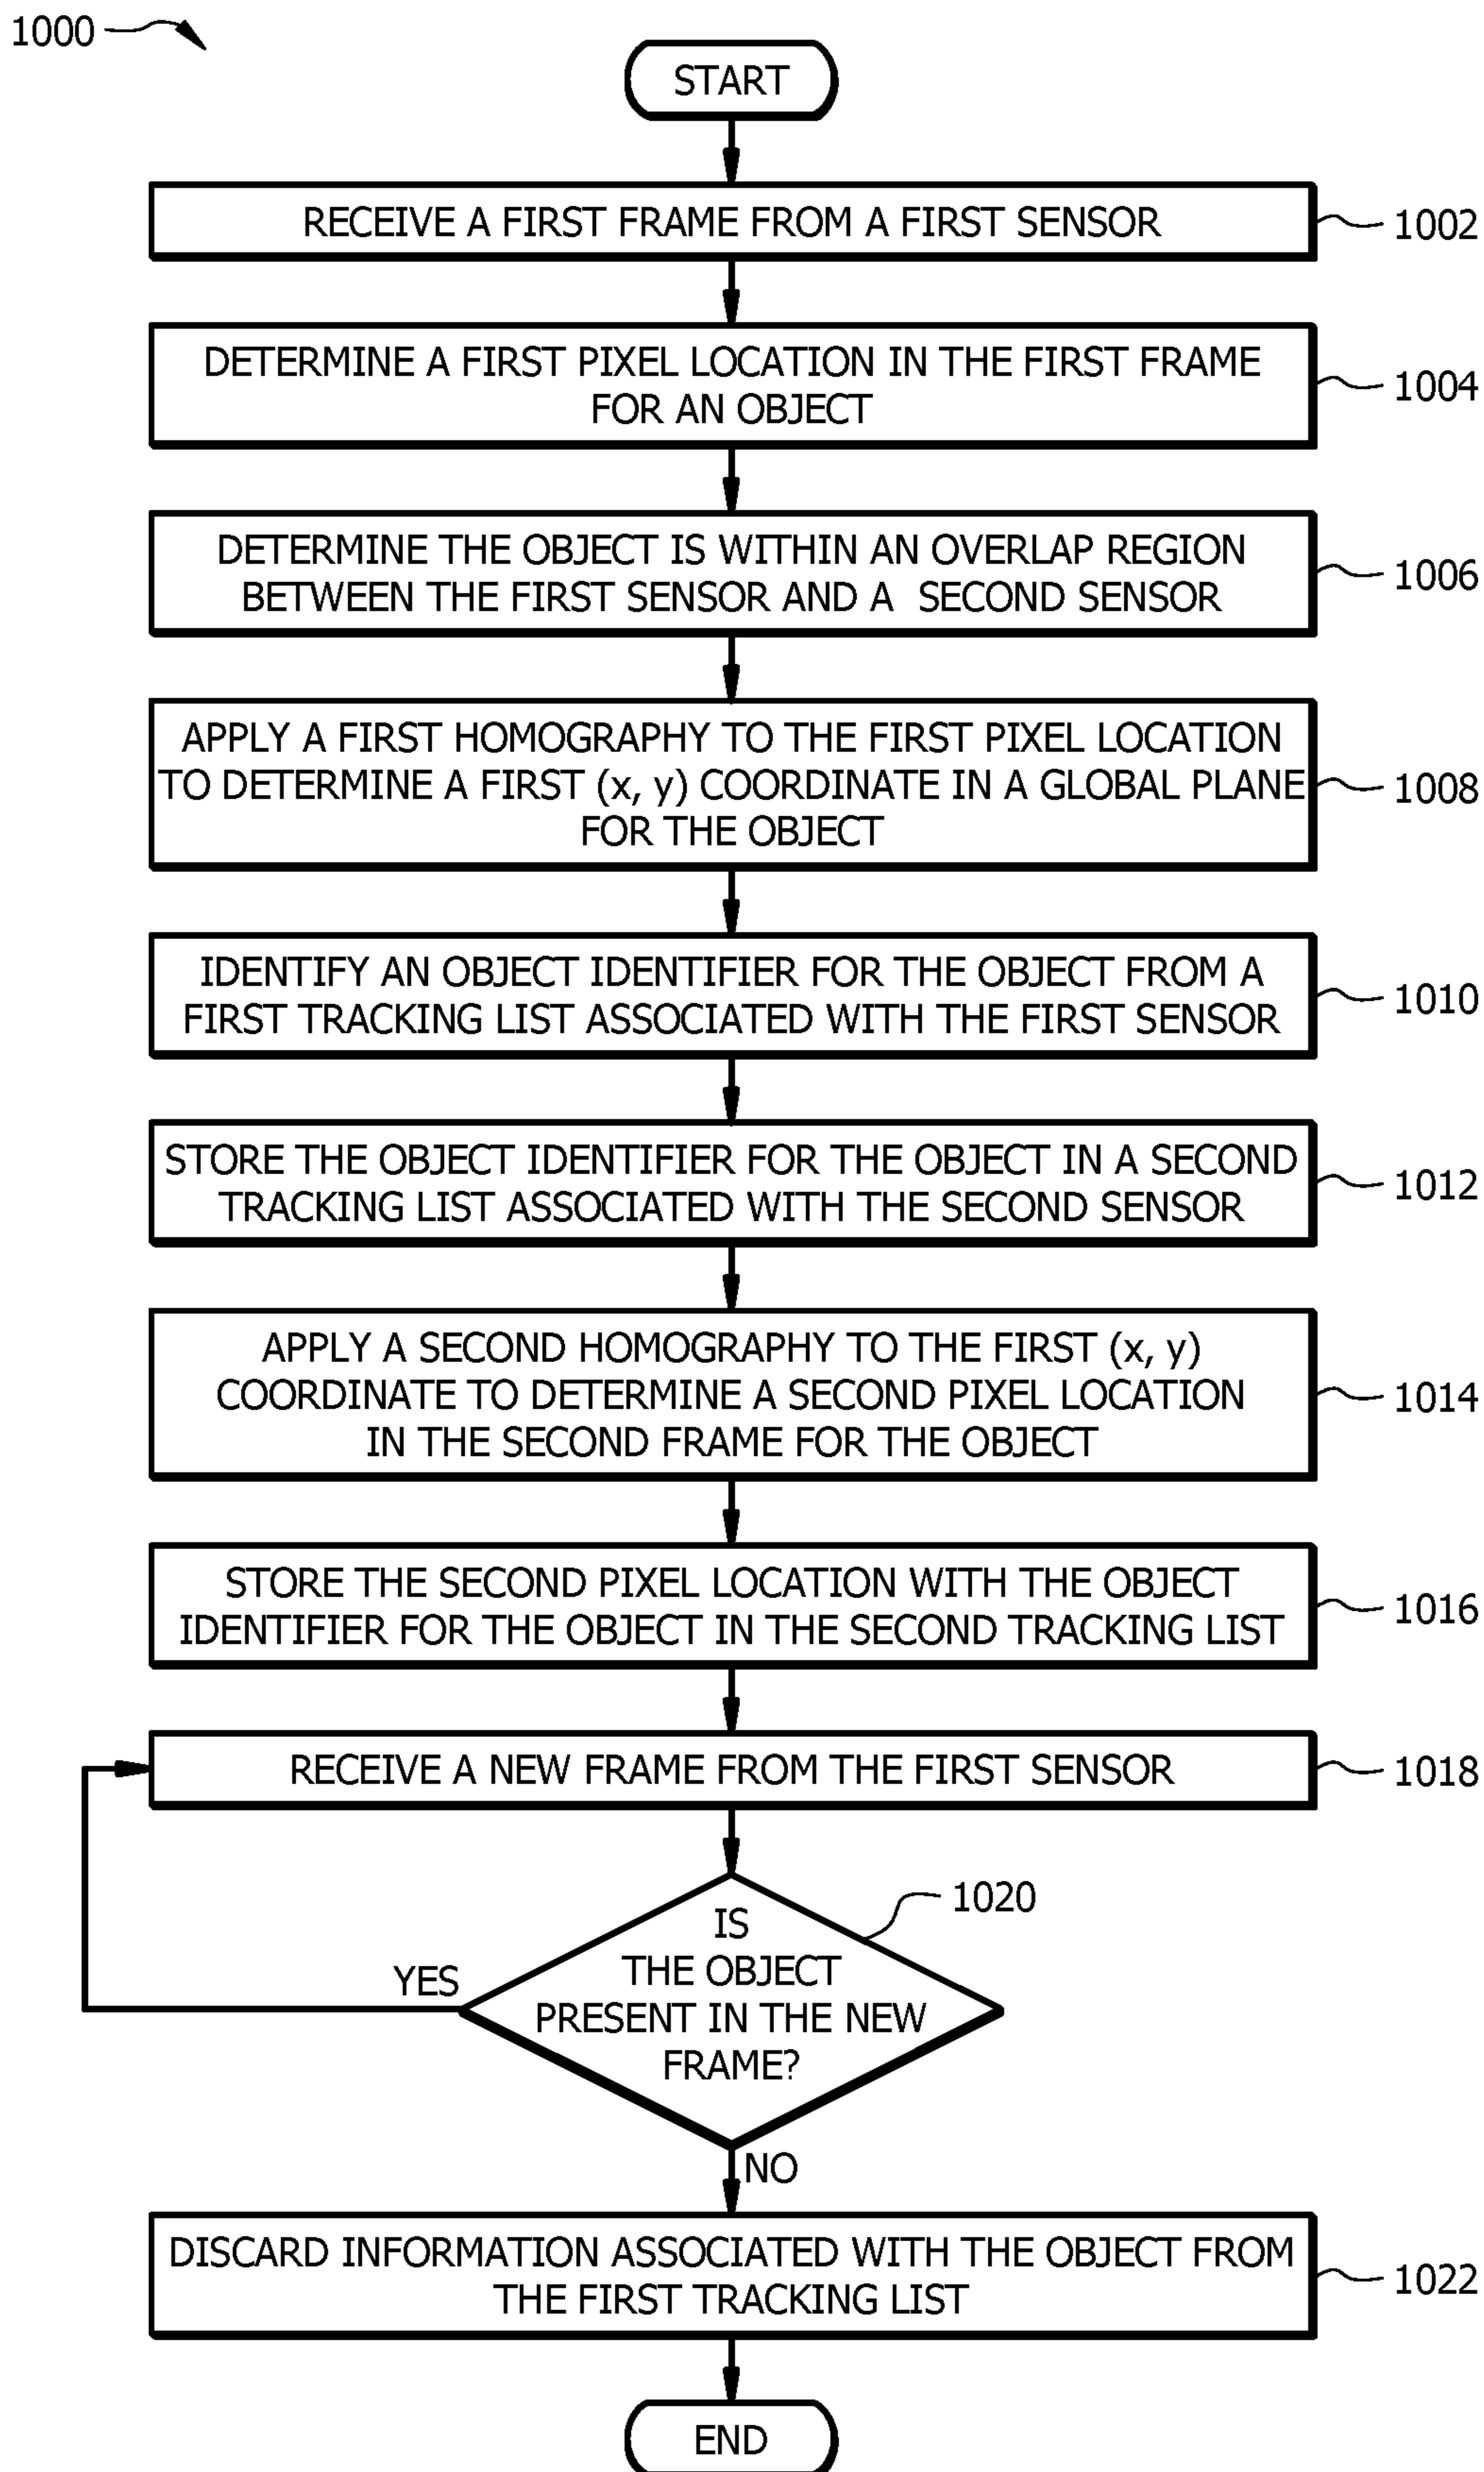 1000
START
RECEIVE A FIRST FRAME FROM A FIRST SENSOR
1002
DETERMINE A FIRST PIXEL LOCATION IN THE FIRST FRAME
FOR AN OBJECT
1004
DETERMINE THE OBJECT IS WITHIN AN OVERLAP REGION
BETWEEN THE FIRST SENSOR AND A SECOND SENSOR
1006
APPLY A FIRST HOMOGRAPHY TO THE FIRST PIXEL LOCATION
TO DETERMINE A FIRST (x, y) COORDINATE IN A GLOBAL PLANE
FOR THE OBJECT
1008
IDENTIFY AN OBJECT IDENTIFIER FOR THE OBJECT FROM A
FIRST TRACKING LIST ASSOCIATED WITH THE FIRST SENSOR
1010
STORE THE OBJECT IDENTIFIER FOR THE OBJECT IN A SECOND
TRACKING LIST ASSOCIATED WITH THE SECOND SENSOR
1012
APPLY A SECOND HOMOGRAPHY TO THE FIRST (x, y)
COORDINATE TO DETERMINE A SECOND PIXEL LOCATION
IN THE SECOND FRAME FOR THE OBJECT
1014
STORE THE SECOND PIXEL LOCATION WITH THE OBJECT
IDENTIFIER FOR THE OBJECT IN THE SECOND TRACKING LIST
1016
RECEIVE A NEW FRAME FROM THE FIRST SENSOR
1018
1020
IS
THE OBJECT
PRESENT IN THE NEW
FRAME?
YES
NO
DISCARD INFORMATION ASSOCIATED WITH THE OBJECT FROM
THE FIRST TRACKING LIST
1022
END